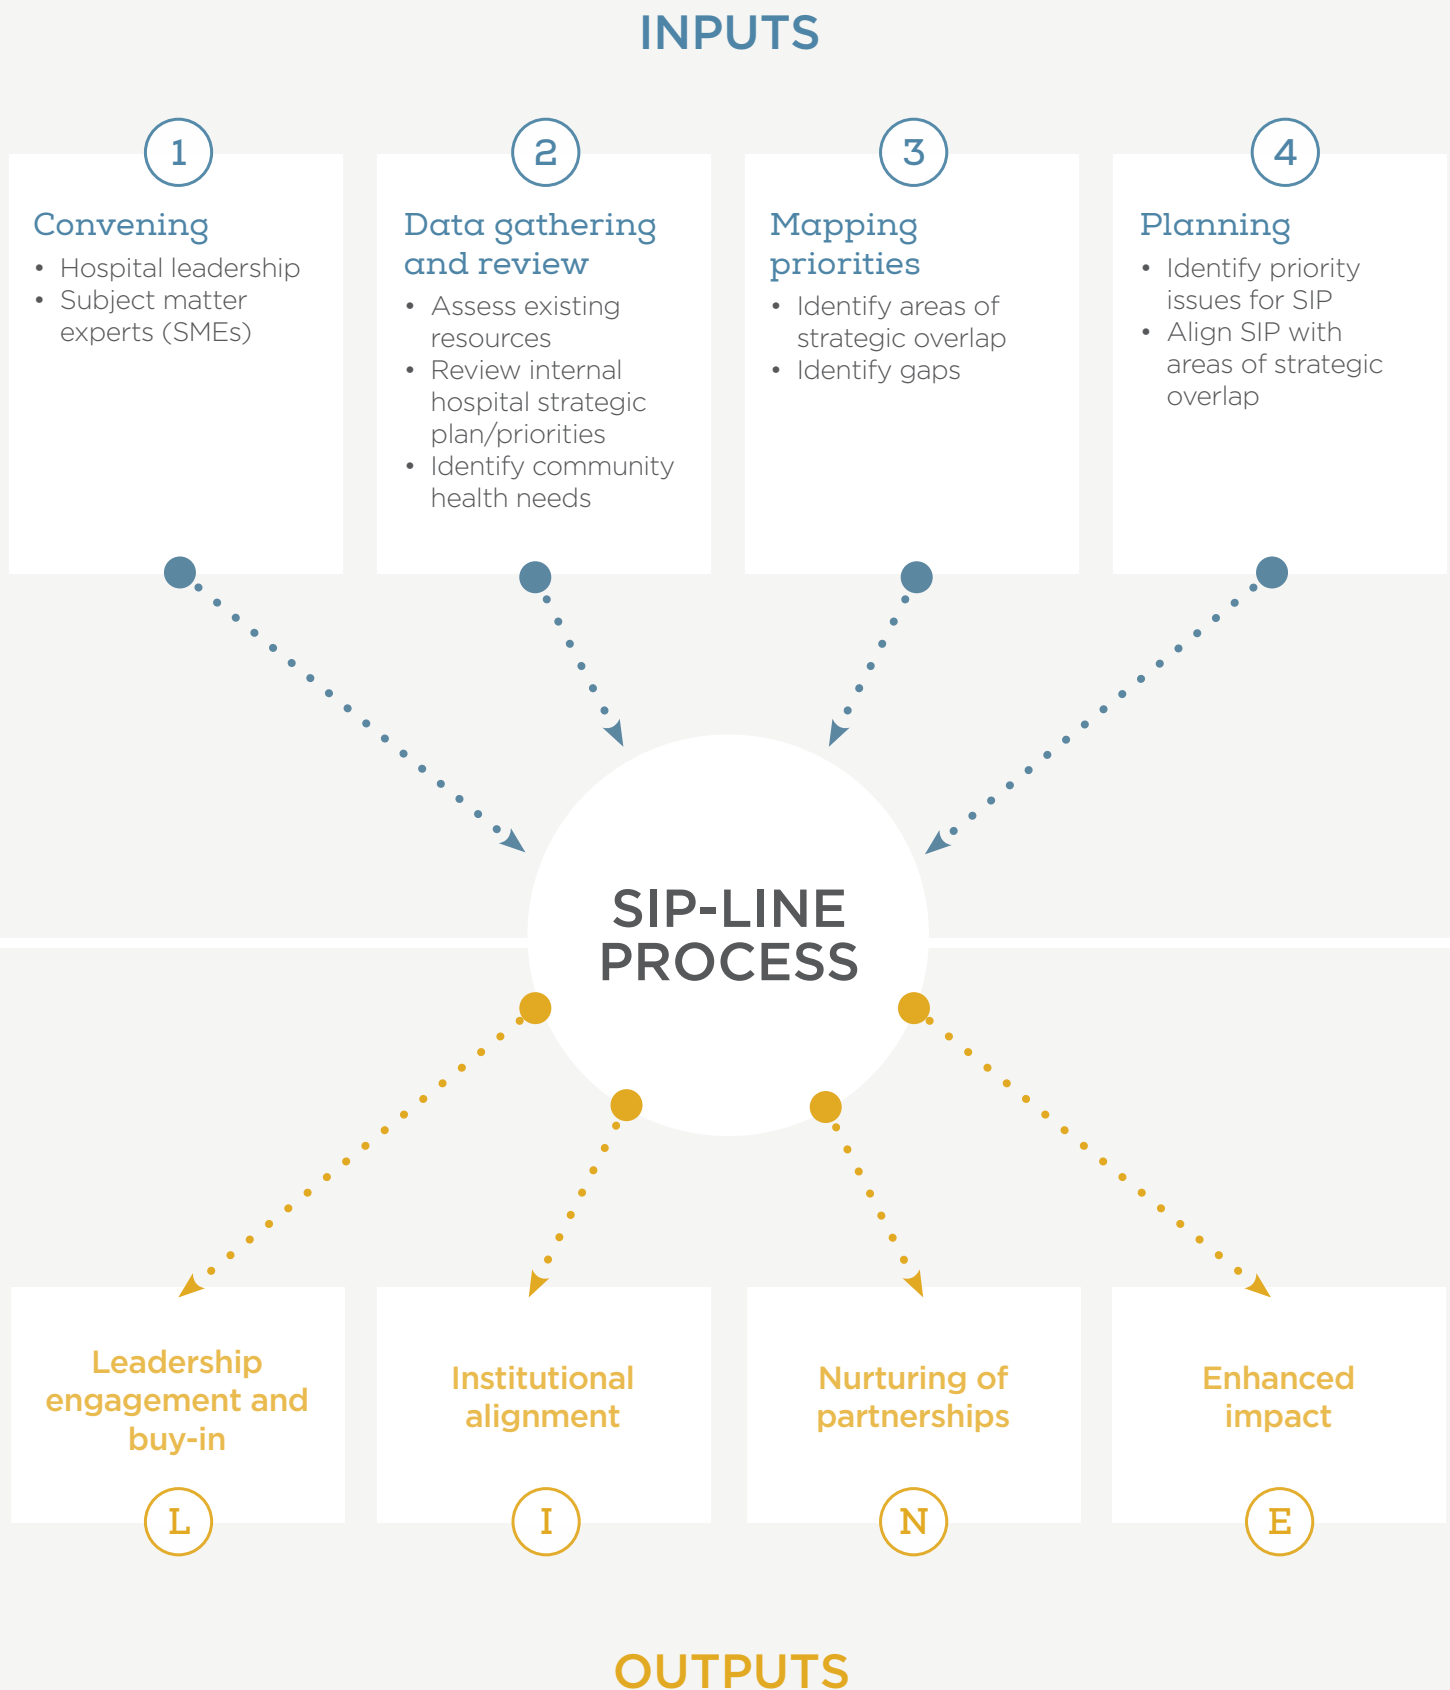 INPUTS
1
Convening
• Hospital leadership
• Subject matter
experts (SMEs)
2
Data gathering
and review
• Assess existing
resources
• Review internal
hospital strategic
plan/priorities
• Identify community
health needs
3
Mapping
priorities
• Identify areas of
strategic overlap
• Identify gaps
4
Planning
• Identify priority
issues for SIP
• Align SIP with
areas of strategic
overlap
SIP-LINE
PROCESS
Leadership
engagement and
buy-in
L
Institutional
alignment
I
Nurturing of
partnerships
N
Enhanced
impact
E
OUTPUTS